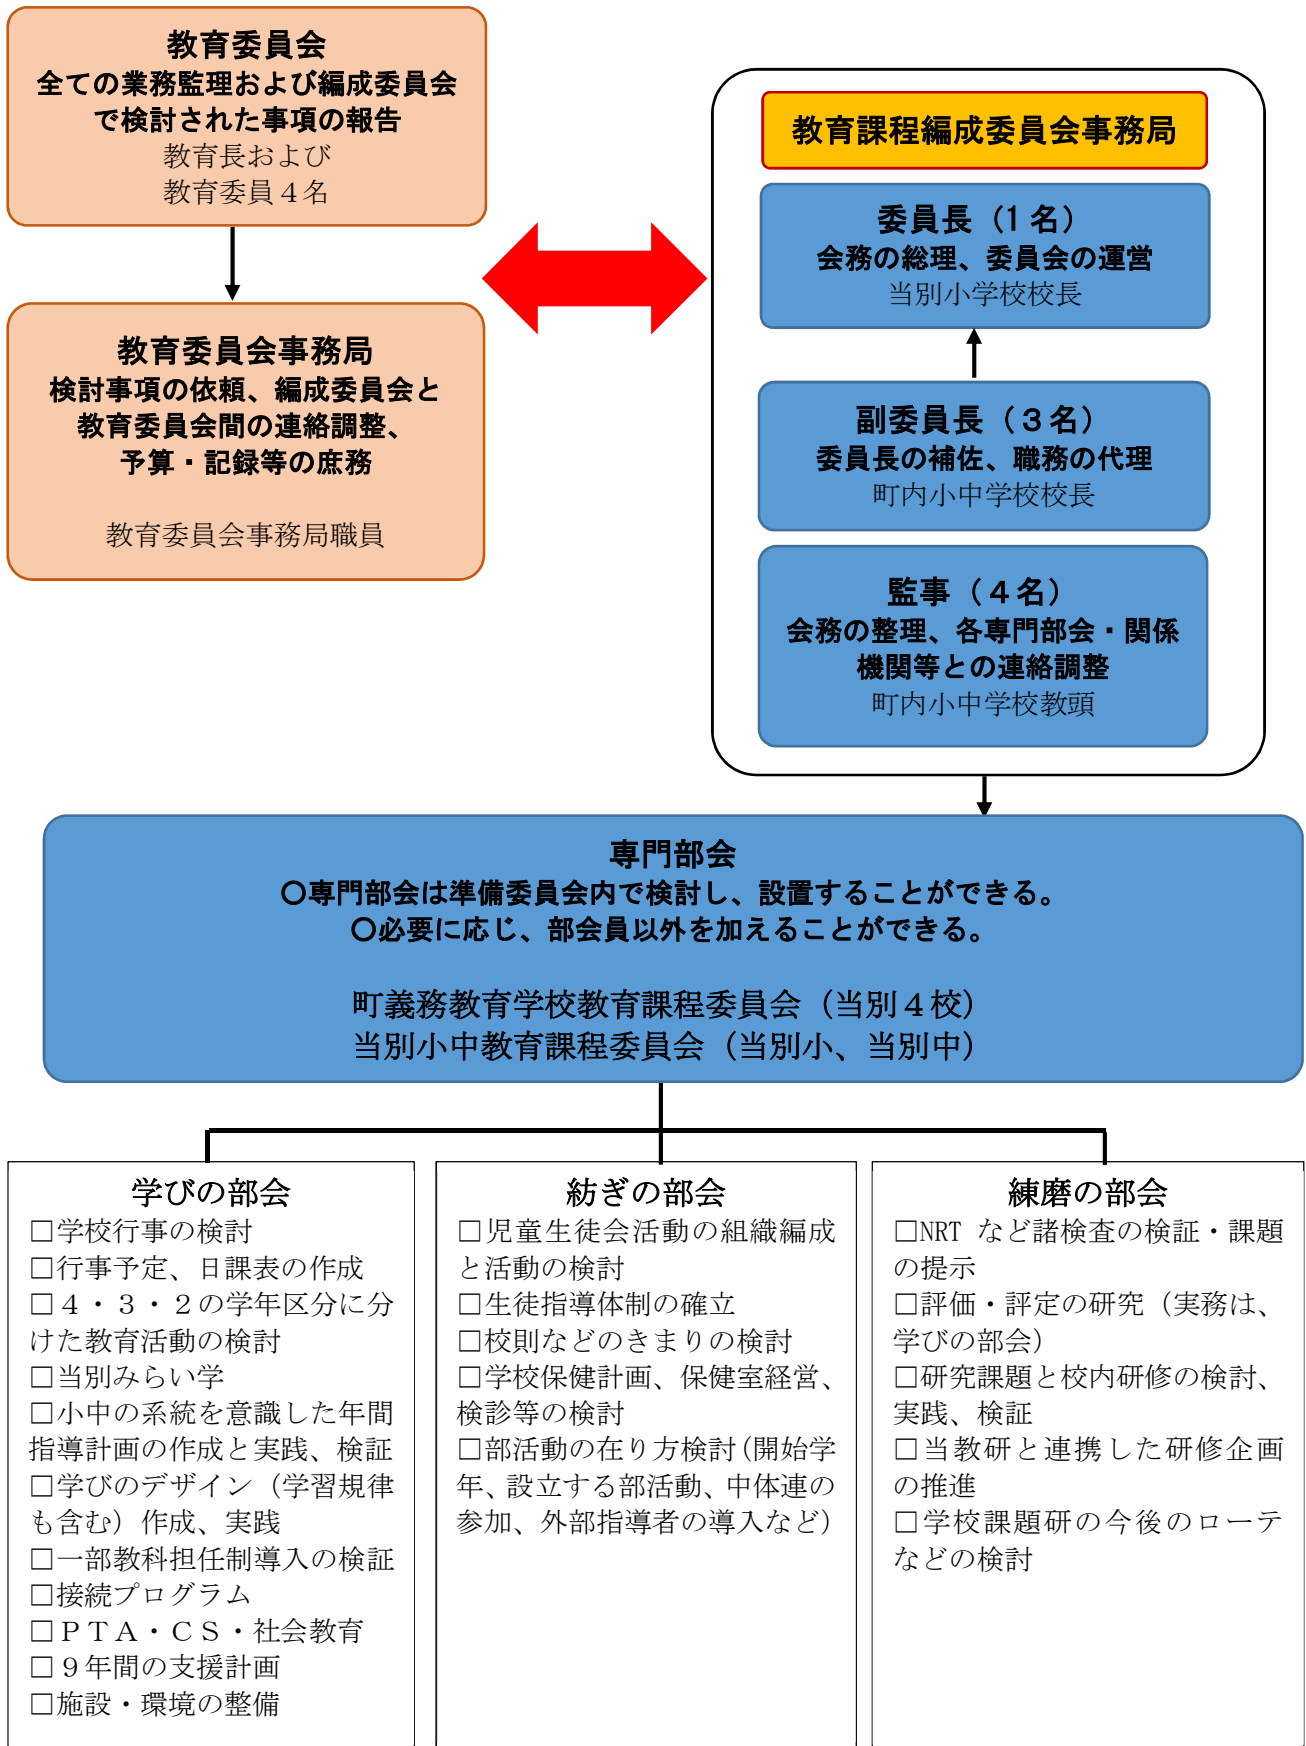 教育委員会
全ての業務監理および編成委員会
で検討された事項の報告
教育長および
教育委員４名
教育委員会事務局
検討事項の依頼、編成委員会と
教育委員会間の連絡調整、
予算・記録等の庶務
教育委員会事務局職員
教育課程編成委員会事務局
委員長（1 名）
会務の総理、委員会の運営
当別小学校校長
副委員長（３名）
委員長の補佐、職務の代理
町内小中学校校長
監事（４名）
会務の整理、各専門部会・関係
機関等との連絡調整
町内小中学校教頭
専門部会
〇専門部会は準備委員会内で検討し、設置することができる。
〇必要に応じ、部会員以外を加えることができる。
町義務教育学校教育課程委員会（当別４校）
当別小中教育課程委員会（当別小、当別中）
学びの部会
□学校行事の検討
□行事予定、日課表の作成
□４・３・２の学年区分に分
けた教育活動の検討
□当別みらい学
□小中の系統を意識した年間
指導計画の作成と実践、検証
□学びのデザイン（学習規律
も含む）作成、実践
□一部教科担任制導入の検証
□接続プログラム
□ＰＴＡ・ＣＳ・社会教育
□９年間の支援計画
□施設・環境の整備
紡ぎの部会
□児童生徒会活動の組織編成
と活動の検討
□生徒指導体制の確立
□校則などのきまりの検討
□学校保健計画、保健室経営、
検診等の検討
□部活動の在り方検討（開始学
年、設立する部活動、中体連の
参加、外部指導者の導入など）
練磨の部会
□NRT など諸検査の検証・課題
の提示
□評価・評定の研究（実務は、
学びの部会）
□研究課題と校内研修の検討、
実践、検証
□当教研と連携した研修企画
の推進
□学校課題研の今後のローテ
などの検討